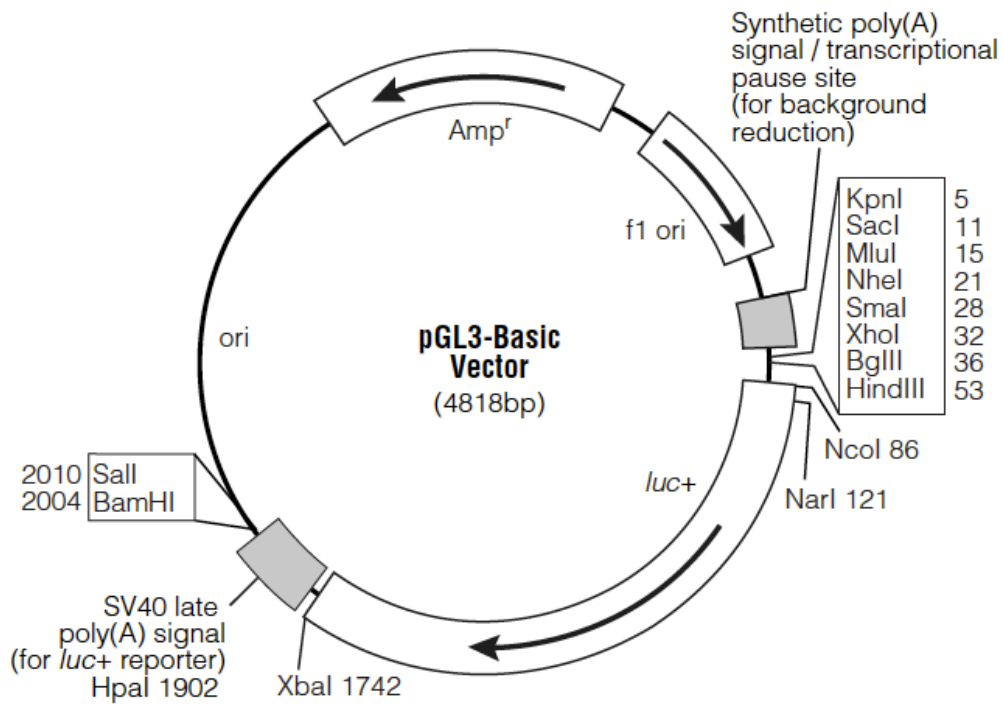 Synthetic poly(A)
signal / transcriptional
pause site
(for background
reduction)
Ampʳ
f1 ori
KpnI 5
SacI 11
MluI 15
NheI 21
SmaI 28
XhoI 32
BglII 36
HindIII 53
ori
pGL3-Basic
Vector
(4818bp)
NcoI 86
NarI 121
luc+
2010 SalI
2004 BamHI
SV40 late
poly(A) signal
(for luc+ reporter)
HpaI 1902
XbaI 1742